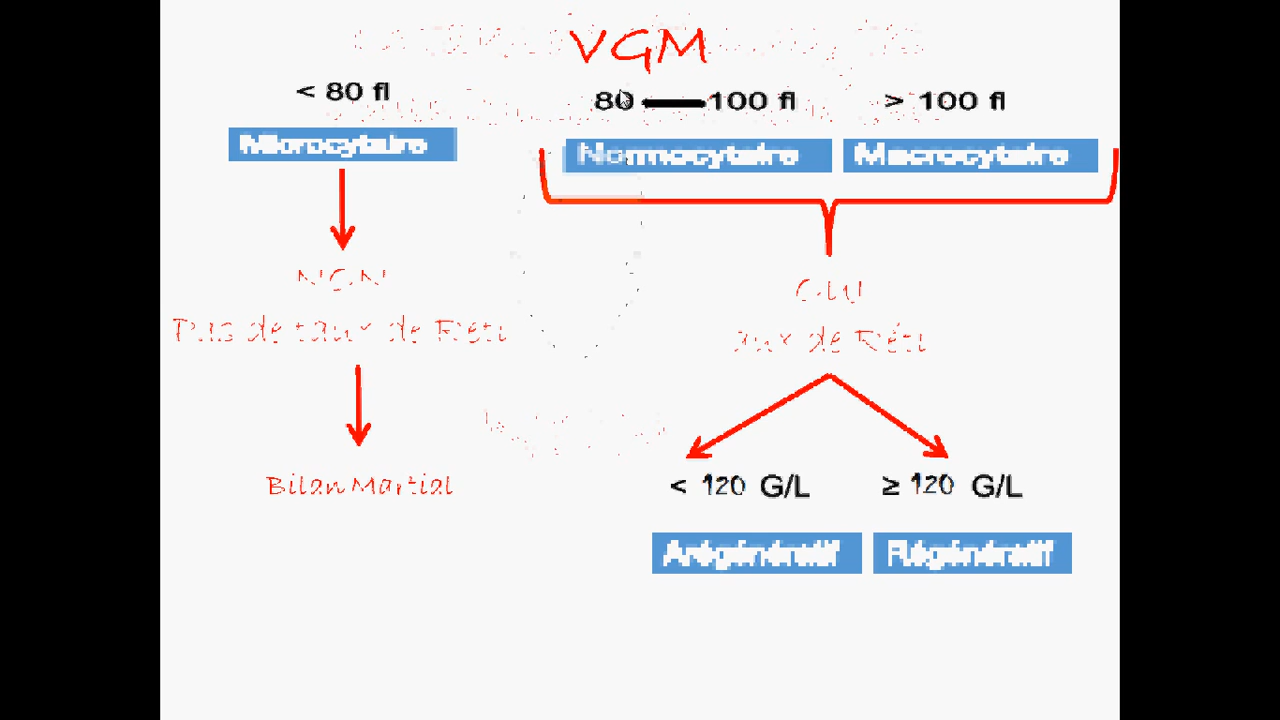 VGM
< 80 fl
80 — 100 fl
> 100 fl
Microcytaire
Normocytaire
Macrocytaire
NON
Pas de taux de Réti
OUI
aux de Réti
Bilan Martial
< 120 G/L
≥ 120 G/L
Arégénératif
Régénératif